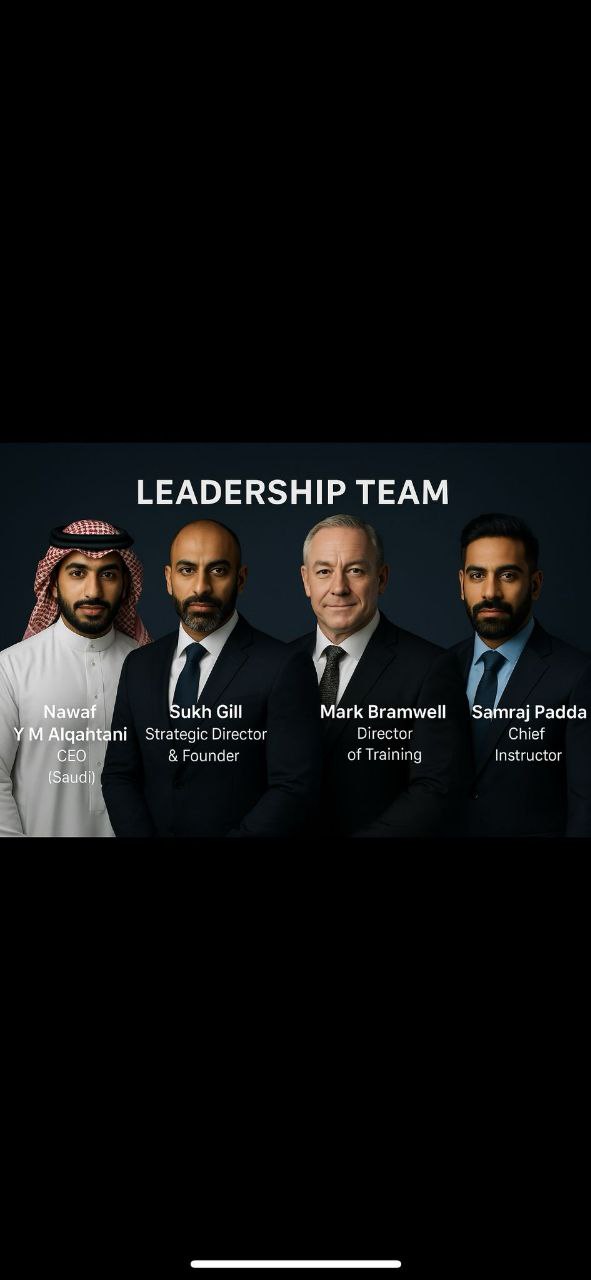 LEADERSHIP TEAM
Nawaf
Y M Alqahtani
CEO
(Saudi)
Sukh Gill
Strategic Director
& Founder
Mark Bramwell
Director
of Training
Samraj Padda
Chief
Instructor